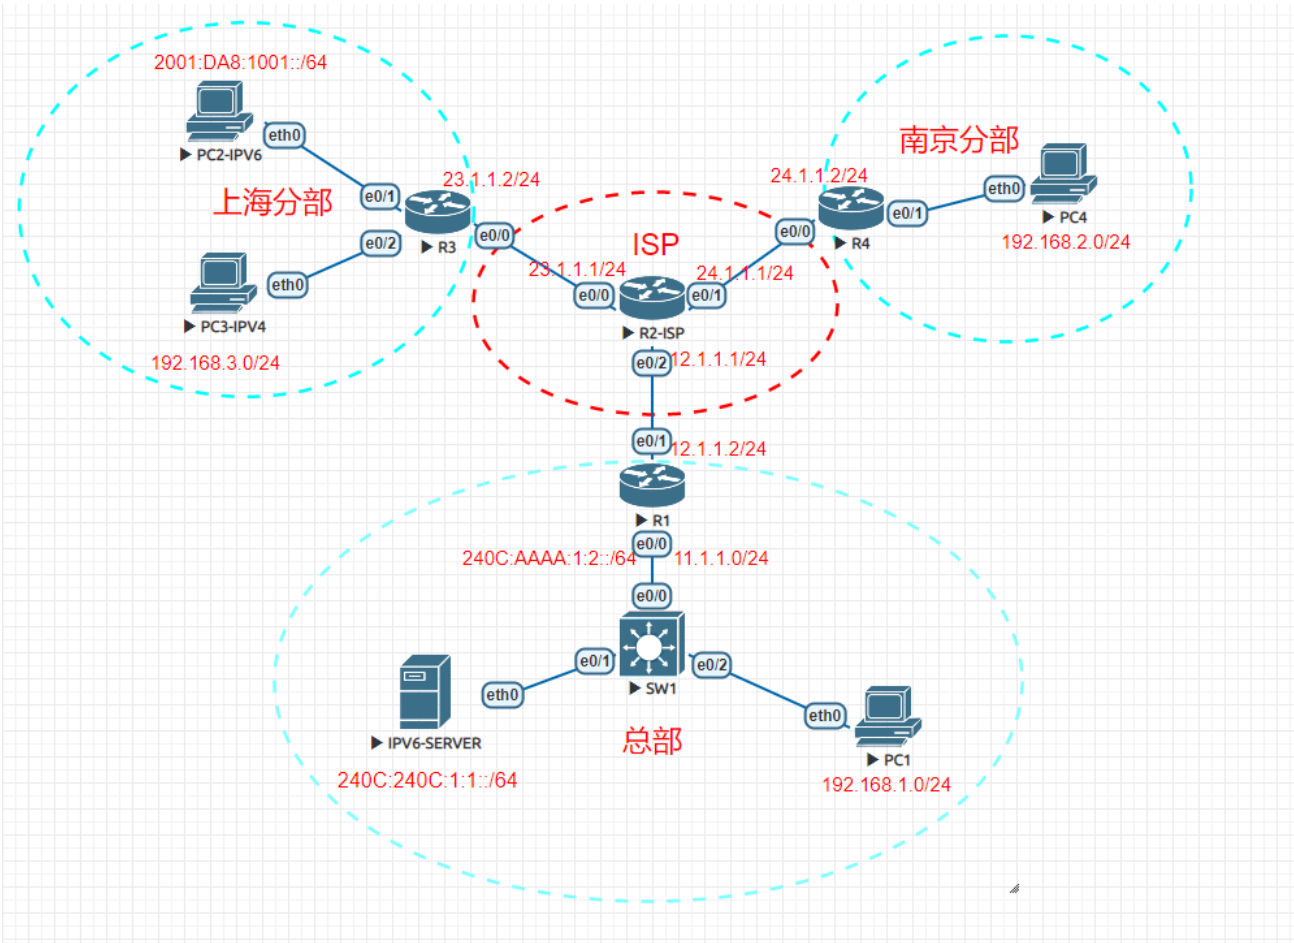 2001:DA8:1001::/64
eth0
PC2-IPV6
上海分部
e0/1
23.1.1.2/24
e0/2
R3
e0/0
eth0
PC3-IPV4
192.168.3.0/24
南京分部
24.1.1.2/24
eth0
e0/1
PC4
e0/0
R4
192.168.2.0/24
ISP
23.1.1.1/24
24.1.1.1/24
e0/0
e0/1
R2-ISP
e0/2
12.1.1.1/24
e0/1
12.1.1.2/24
R1
e0/0
240C:AAAA:1:2::/64
11.1.1.0/24
e0/0
e0/1
e0/2
SW1
eth0
eth0
IPV6-SERVER
总部
PC1
240C:240C:1:1::/64
192.168.1.0/24